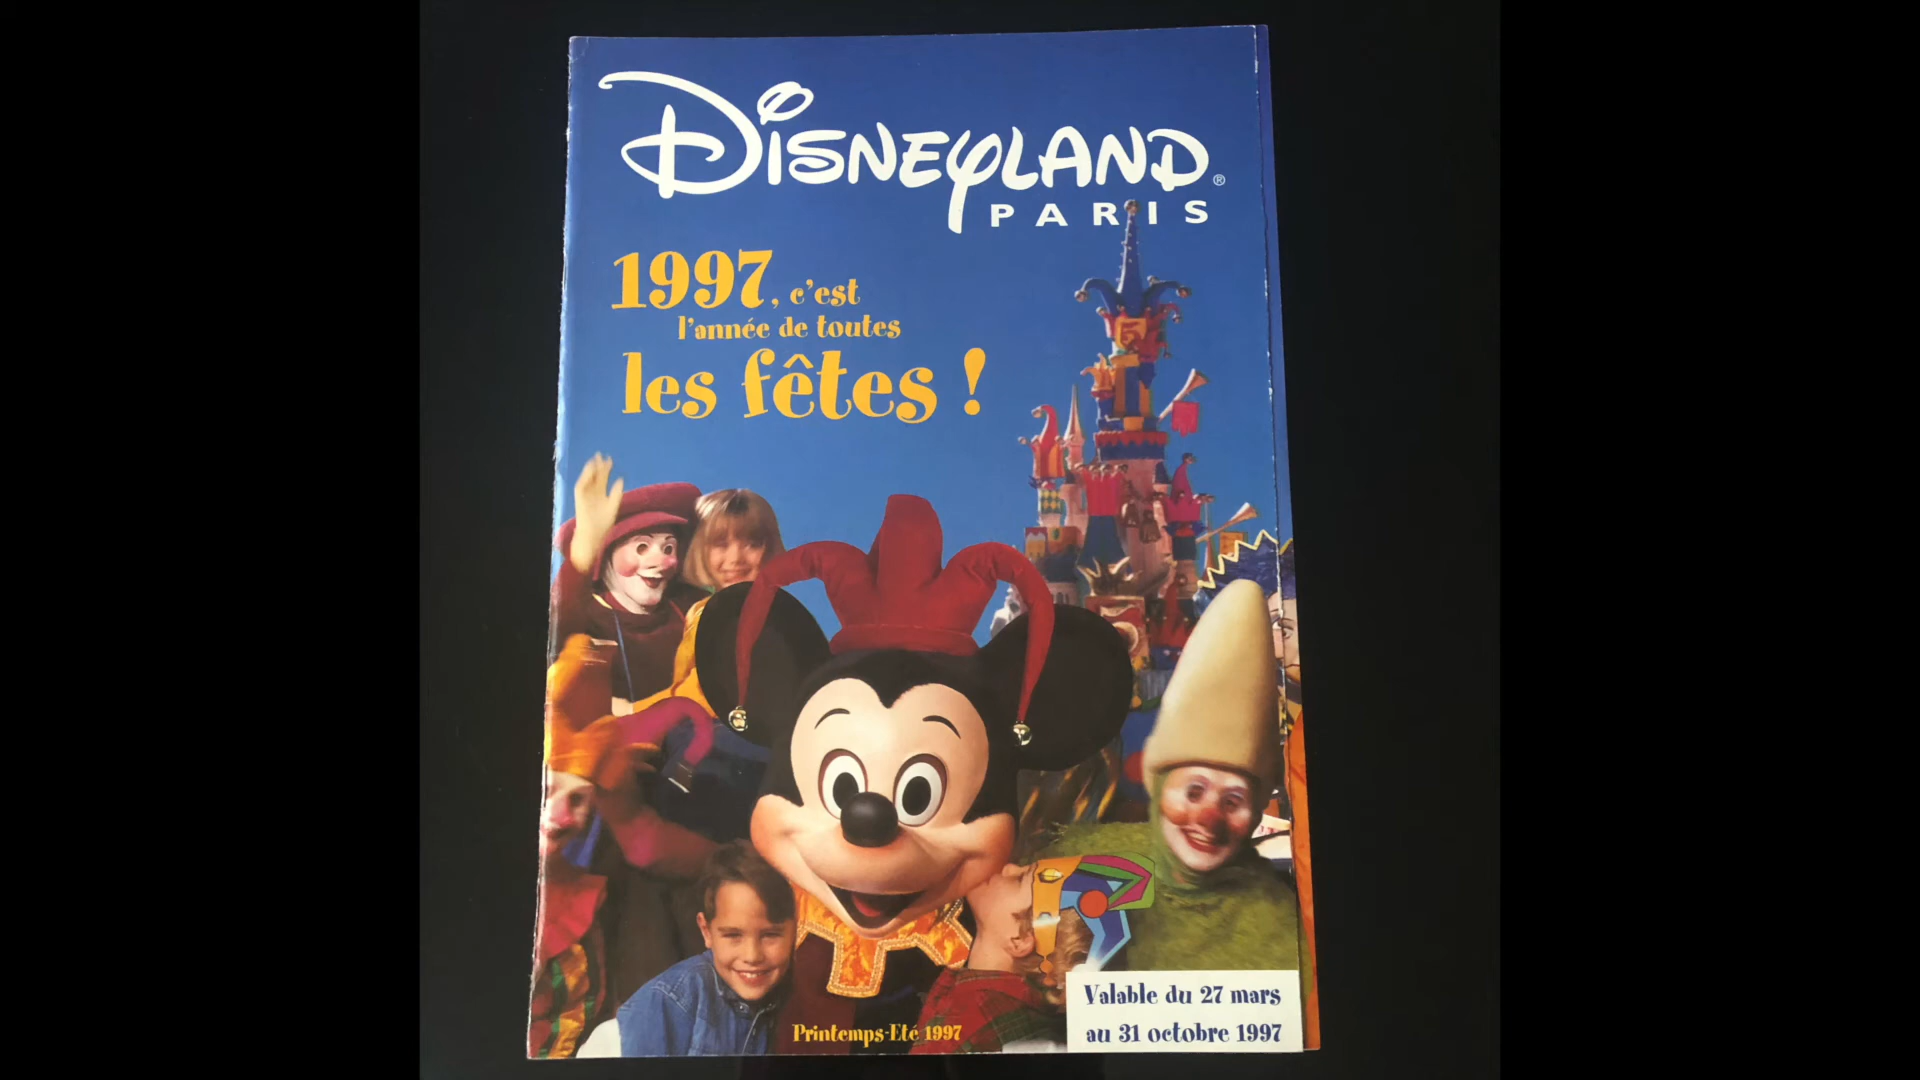 DISNEYLAND®
PARIS
1997, c'est
l'année de toutes
les fêtes !
5
Printemps-Eté 1997
Valable du 27 mars
au 31 octobre 1997